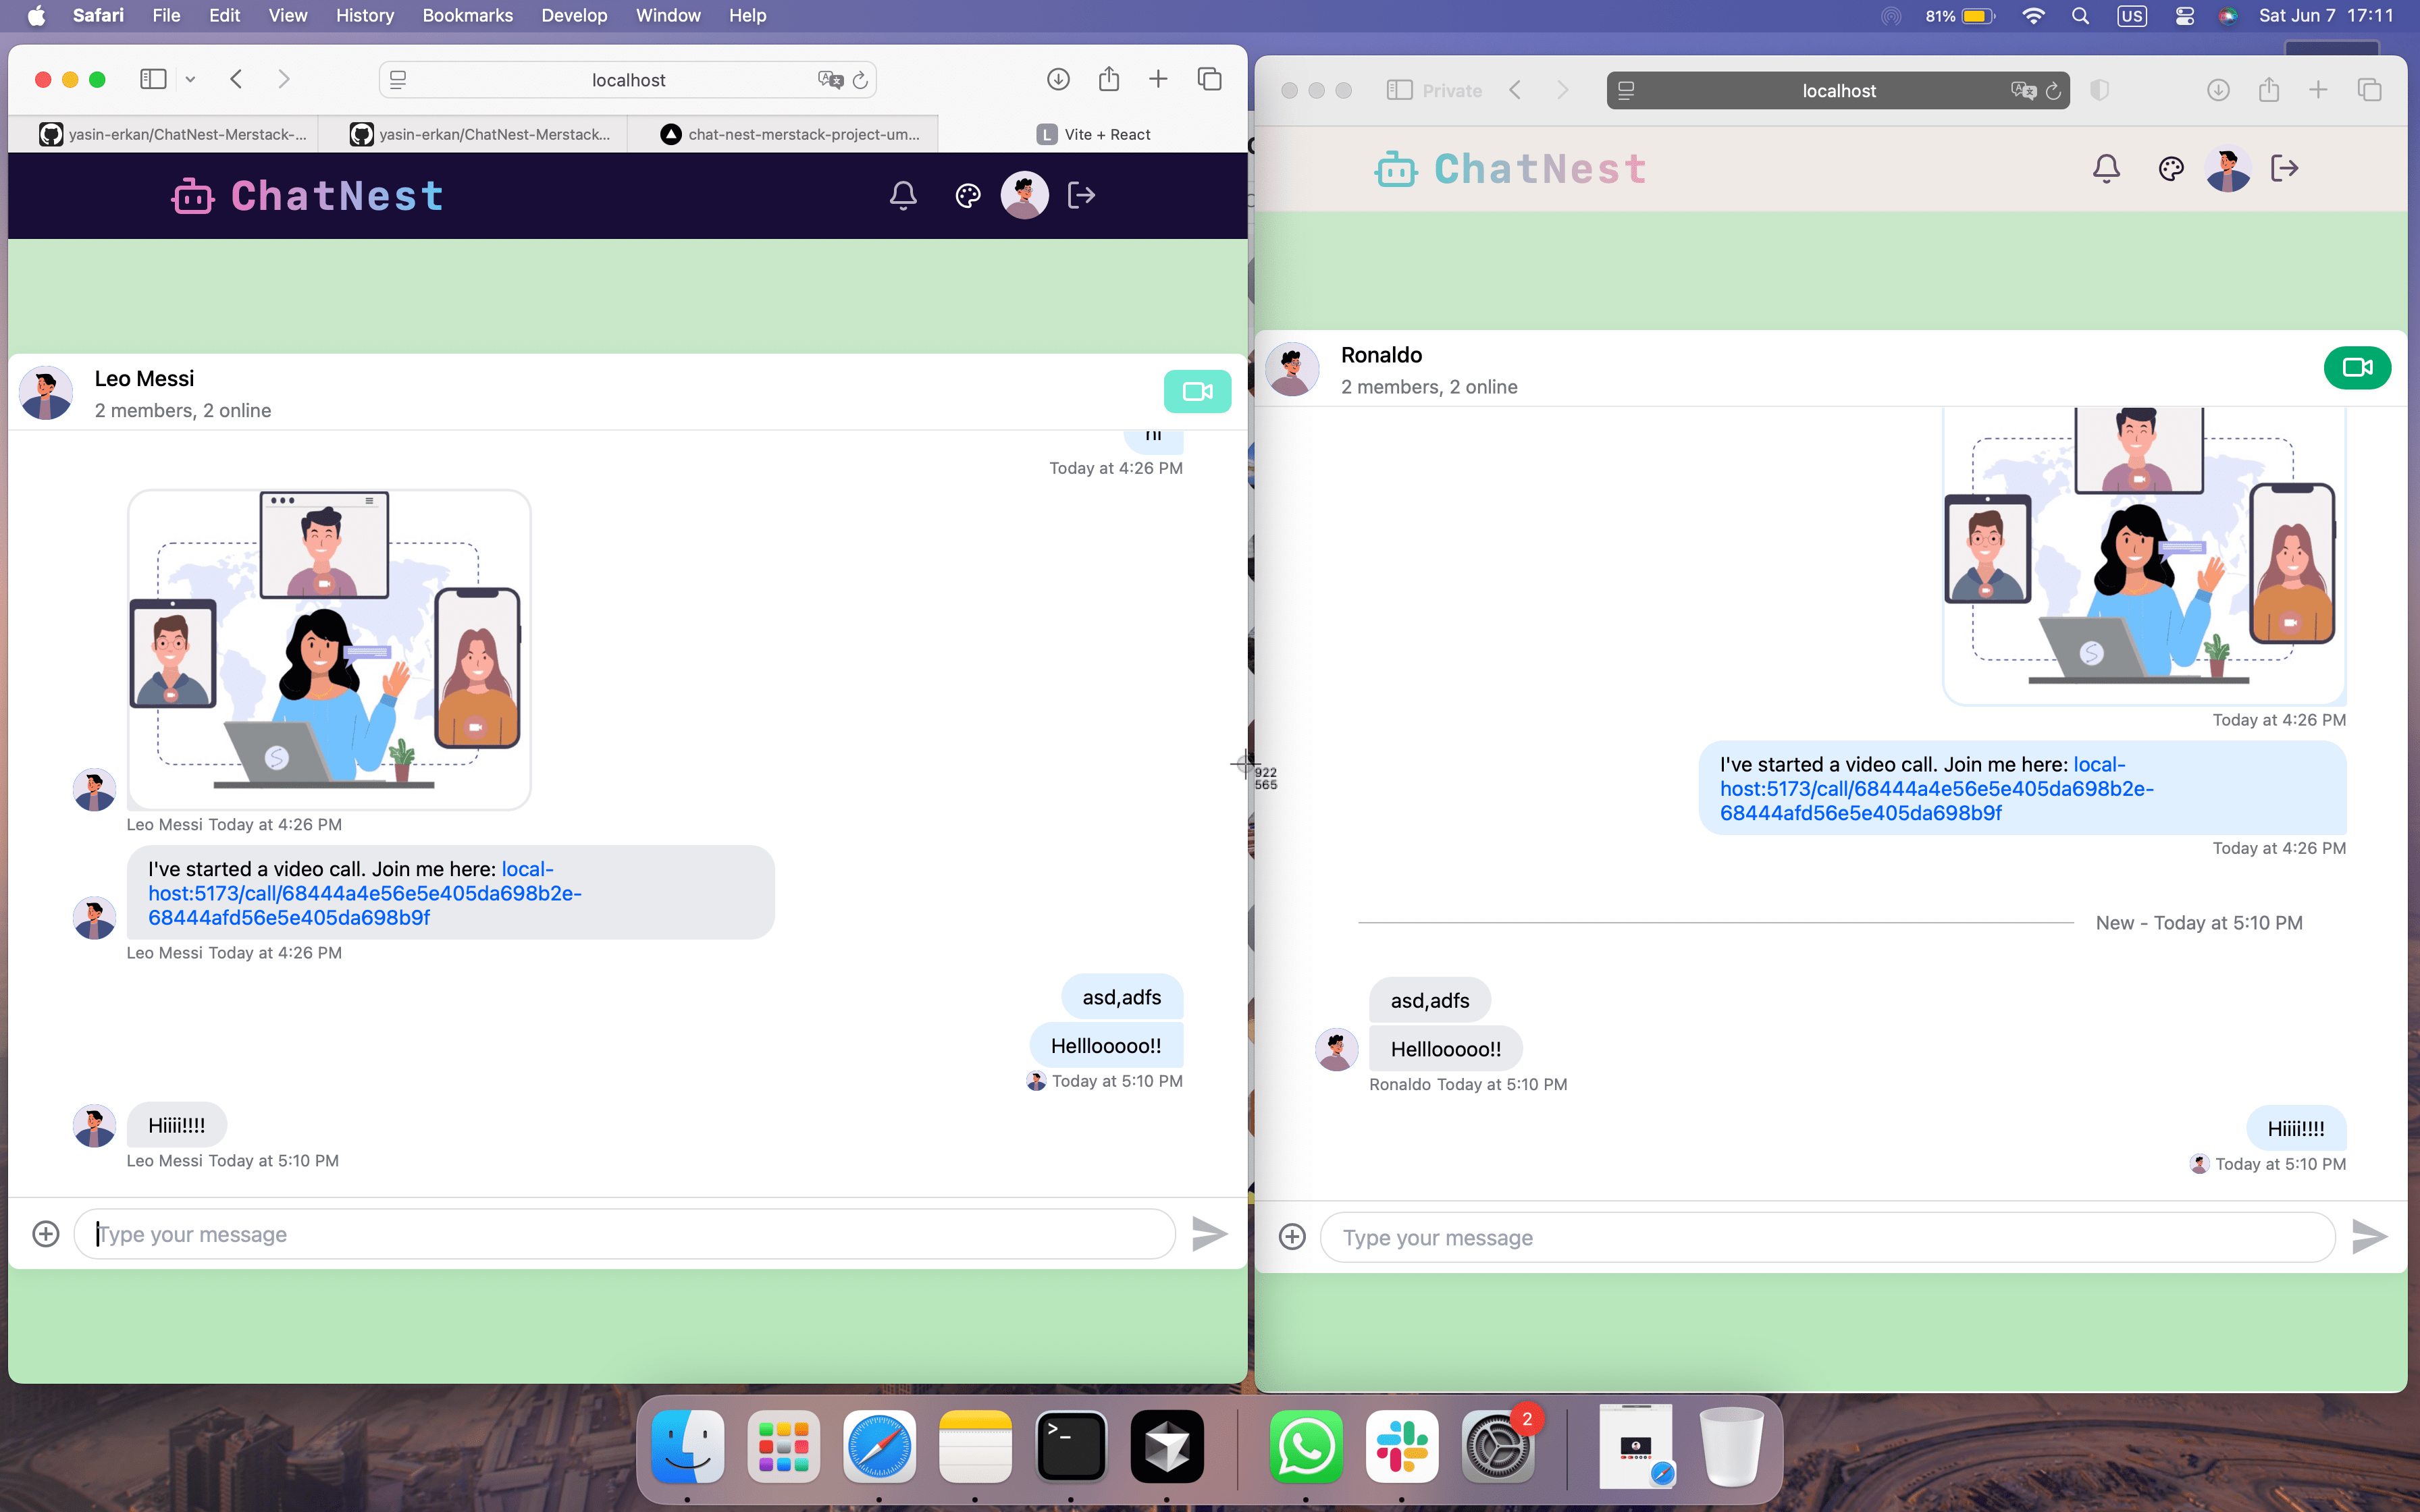 Safari File Edit View History Bookmarks Develop Window Help
81% US Sat Jun 7 17:11
localhost
yasin-erkan/ChatNest-Merstack-...
yasin-erkan/ChatNest-Merstack...
chat-nest-merstack-project-um...
L Vite + React
ChatNest
Leo Messi
2 members, 2 online
hi
Today at 4:26 PM
Leo Messi Today at 4:26 PM
I've started a video call. Join me here: local-
host:5173/call/68444a4e56e5e405da698b2e-
68444afd56e5e405da698b9f
Leo Messi Today at 4:26 PM
asd,adfs
Helllooooo!!
Today at 5:10 PM
Hiiii!!!!
Leo Messi Today at 5:10 PM
Type your message
922
565
Private
localhost
ChatNest
Ronaldo
2 members, 2 online
Today at 4:26 PM
I've started a video call. Join me here: local-
host:5173/call/68444a4e56e5e405da698b2e-
68444afd56e5e405da698b9f
Today at 4:26 PM
New - Today at 5:10 PM
asd,adfs
Helllooooo!!
Ronaldo Today at 5:10 PM
Hiiii!!!!
Today at 5:10 PM
Type your message
2